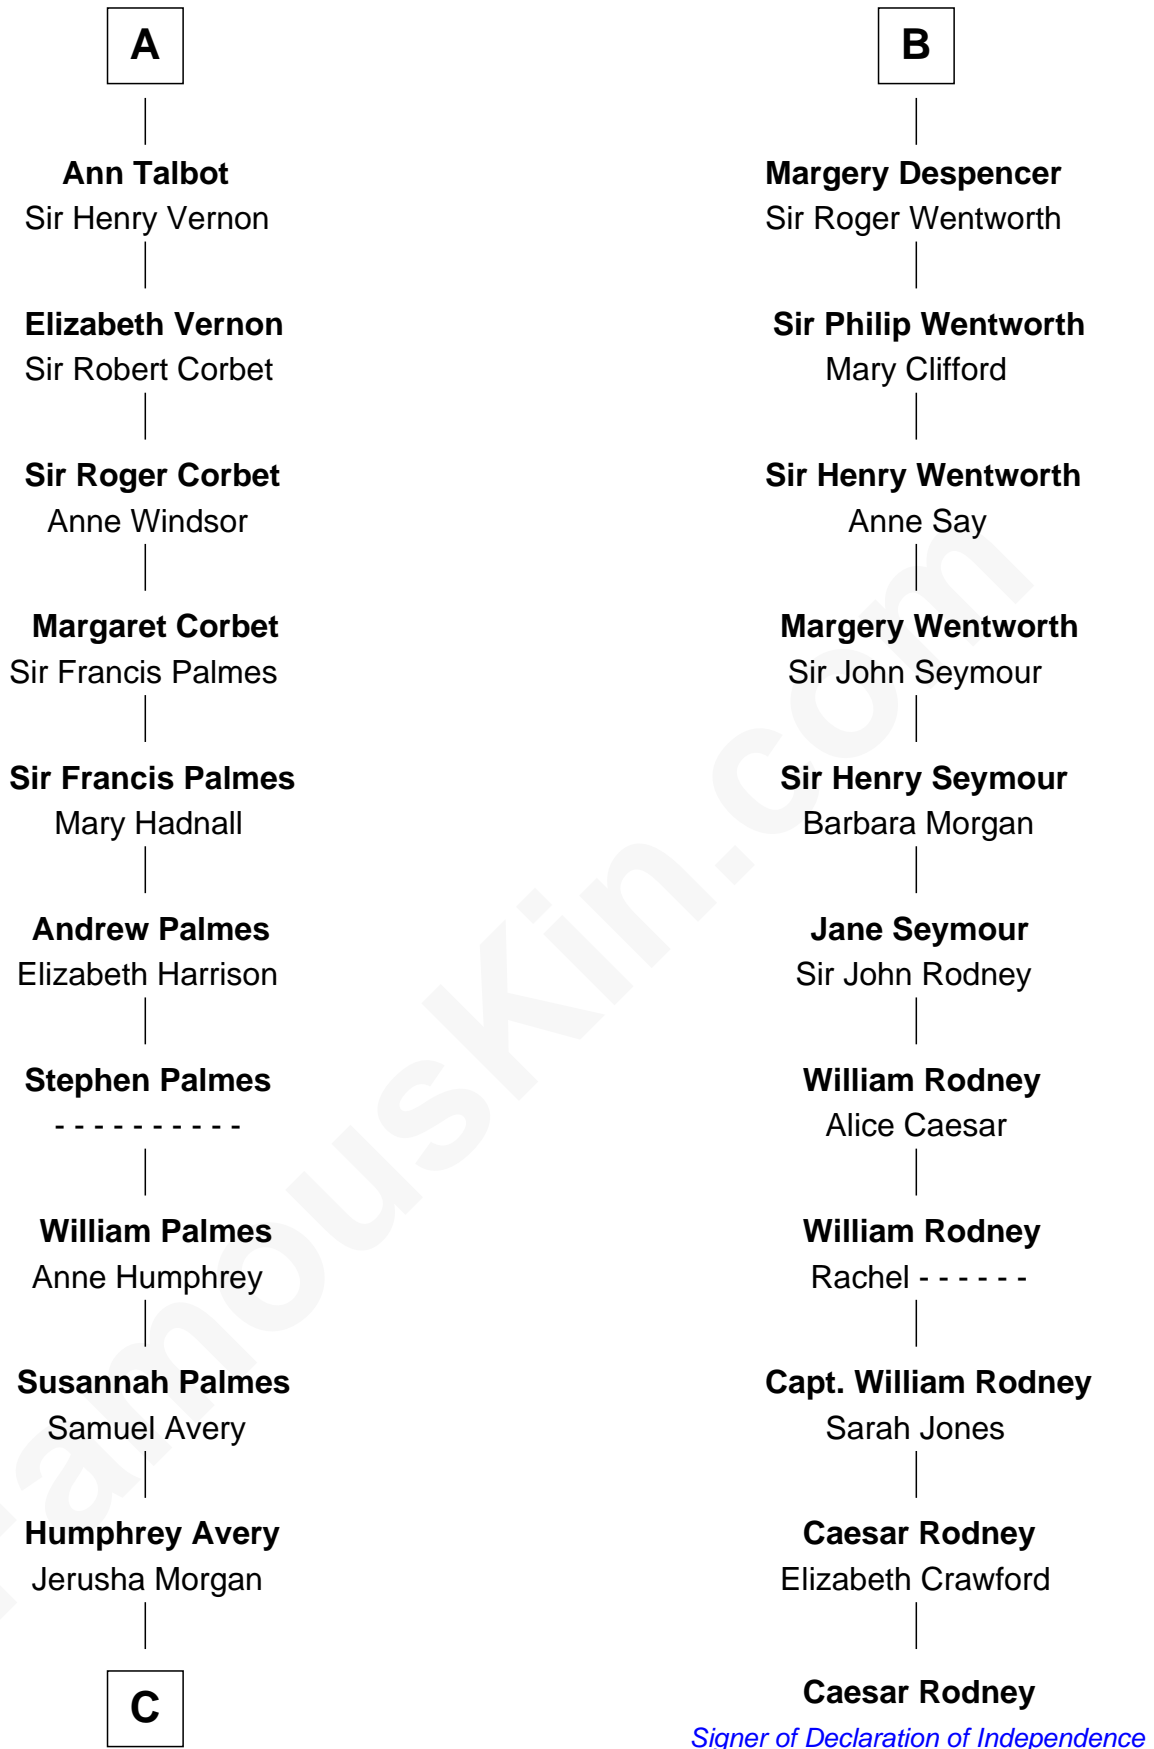 A
Ann Talbot
Sir Henry Vernon
Elizabeth Vernon
Sir Robert Corbet
Sir Roger Corbet
Anne Windsor
Margaret Corbet
Sir Francis Palmes
Sir Francis Palmes
Mary Hadnall
Andrew Palmes
Elizabeth Harrison
Stephen Palmes
- - - - - - - - - -
William Palmes
Anne Humphrey
Susannah Palmes
Samuel Avery
Humphrey Avery
Jerusha Morgan
C
B
Margery Despencer
Sir Roger Wentworth
Sir Philip Wentworth
Mary Clifford
Sir Henry Wentworth
Anne Say
Margery Wentworth
Sir John Seymour
Sir Henry Seymour
Barbara Morgan
Jane Seymour
Sir John Rodney
William Rodney
Alice Caesar
William Rodney
Rachel - - - - - -
Capt. William Rodney
Sarah Jones
Caesar Rodney
Elizabeth Crawford
Caesar Rodney
Signer of Declaration of Independence
FamousKin.com